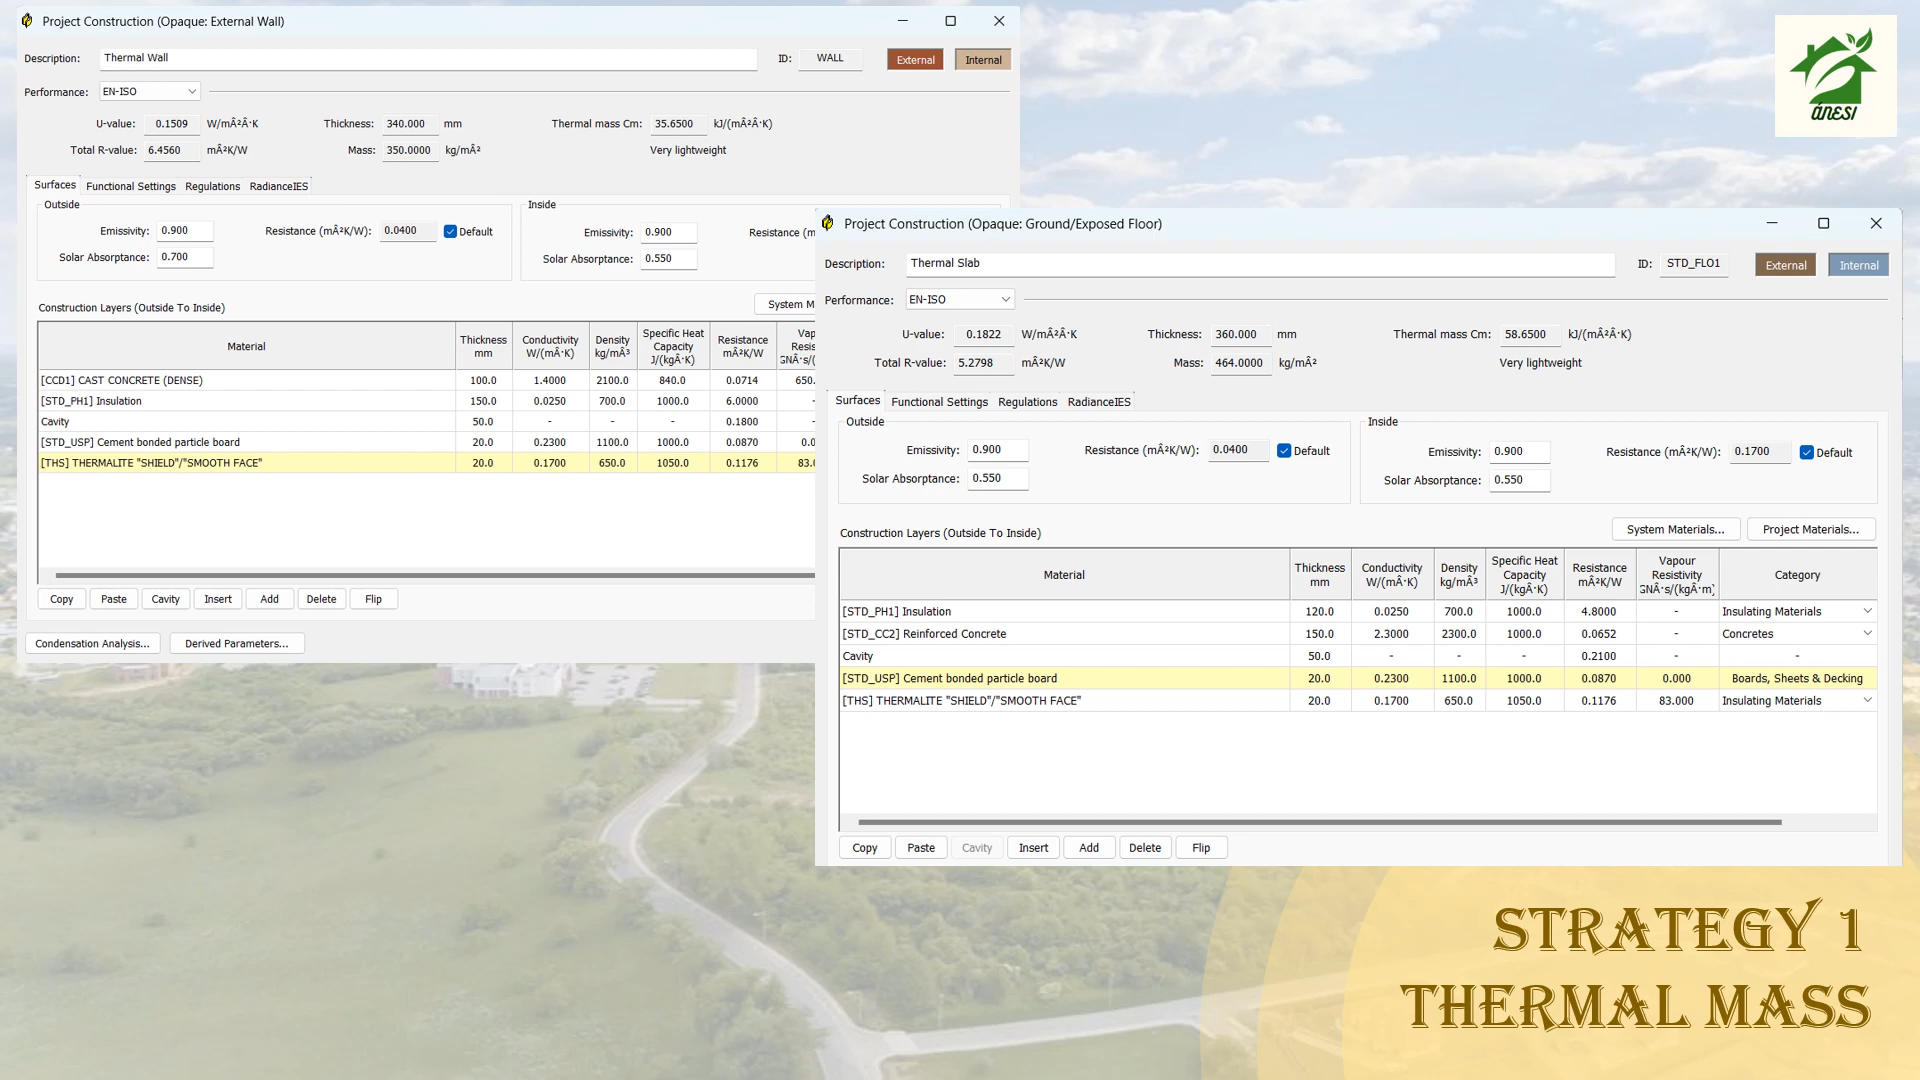 Project Construction (Opaque: External Wall)
Description: Thermal Wall ID: WALL External Internal
Performance: EN-ISO
U-value: 0.1509 W/mÂ²Â·K Thickness: 340.000 mm Thermal mass Cm: 35.6500 kJ/(mÂ²Â·K)
Total R-value: 6.4560 mÂ²K/W Mass: 350.0000 kg/mÂ² Very lightweight
Surfaces Functional Settings Regulations RadianceIES
Outside
Emissivity: 0.900 Resistance (mÂ²K/W): 0.0400 Default
Solar Absorptance: 0.700
Inside
Emissivity: 0.900 Resistance (m
Solar Absorptance: 0.550
Construction Layers (Outside To Inside) System M
Material Thickness mm Conductivity W/(mÂ·K) Density kg/mÂ³ Specific Heat Capacity J/(kgÂ·K) Resistance mÂ²K/W Vap Resis GNÂ·s/(
[CCD1] CAST CONCRETE (DENSE) 100.0 1.4000 2100.0 840.0 0.0714 650.
[STD_PH1] Insulation 150.0 0.0250 700.0 1000.0 6.0000 -
Cavity 50.0 - - - 0.1800 -
[STD_USP] Cement bonded particle board 20.0 0.2300 1100.0 1000.0 0.0870 0.0
[THS] THERMALITE "SHIELD"/"SMOOTH FACE" 20.0 0.1700 650.0 1050.0 0.1176 83.0
Copy Paste Cavity Insert Add Delete Flip
Condensation Analysis... Derived Parameters...
ÁNESI
Project Construction (Opaque: Ground/Exposed Floor)
Description: Thermal Slab ID: STD_FLO1 External Internal
Performance: EN-ISO
U-value: 0.1822 W/mÂ²Â·K Thickness: 360.000 mm Thermal mass Cm: 58.6500 kJ/(mÂ²Â·K)
Total R-value: 5.2798 mÂ²K/W Mass: 464.0000 kg/mÂ² Very lightweight
Surfaces Functional Settings Regulations RadianceIES
Outside
Emissivity: 0.900 Resistance (mÂ²K/W): 0.0400 Default
Solar Absorptance: 0.550
Inside
Emissivity: 0.900 Resistance (mÂ²K/W): 0.1700 Default
Solar Absorptance: 0.550
Construction Layers (Outside To Inside) System Materials... Project Materials...
Material Thickness mm Conductivity W/(mÂ·K) Density kg/mÂ³ Specific Heat Capacity J/(kgÂ·K) Resistance mÂ²K/W Vapour Resistivity GNÂ·s/(kgÂ·m) Category
[STD_PH1] Insulation 120.0 0.0250 700.0 1000.0 4.8000 - Insulating Materials
[STD_CC2] Reinforced Concrete 150.0 2.3000 2300.0 1000.0 0.0652 - Concretes
Cavity 50.0 - - - 0.2100 - -
[STD_USP] Cement bonded particle board 20.0 0.2300 1100.0 1000.0 0.0870 0.000 Boards, Sheets & Decking
[THS] THERMALITE "SHIELD"/"SMOOTH FACE" 20.0 0.1700 650.0 1050.0 0.1176 83.000 Insulating Materials
Copy Paste Cavity Insert Add Delete Flip
STRATEGY 1
THERMAL MASS